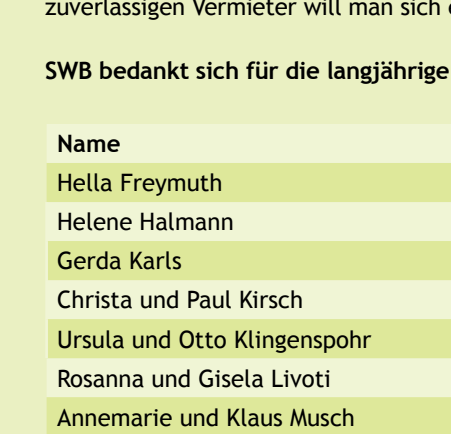 zuverlässigen Vermieter will man sich
SWB bedankt sich für die langjährige
Name
Hella Freymuth
Helene Halmann
Gerda Karls
Christa und Paul Kirsch
Ursula und Otto Klingenspohr
Rosanna und Gisela Livoti
Annemarie und Klaus Musch